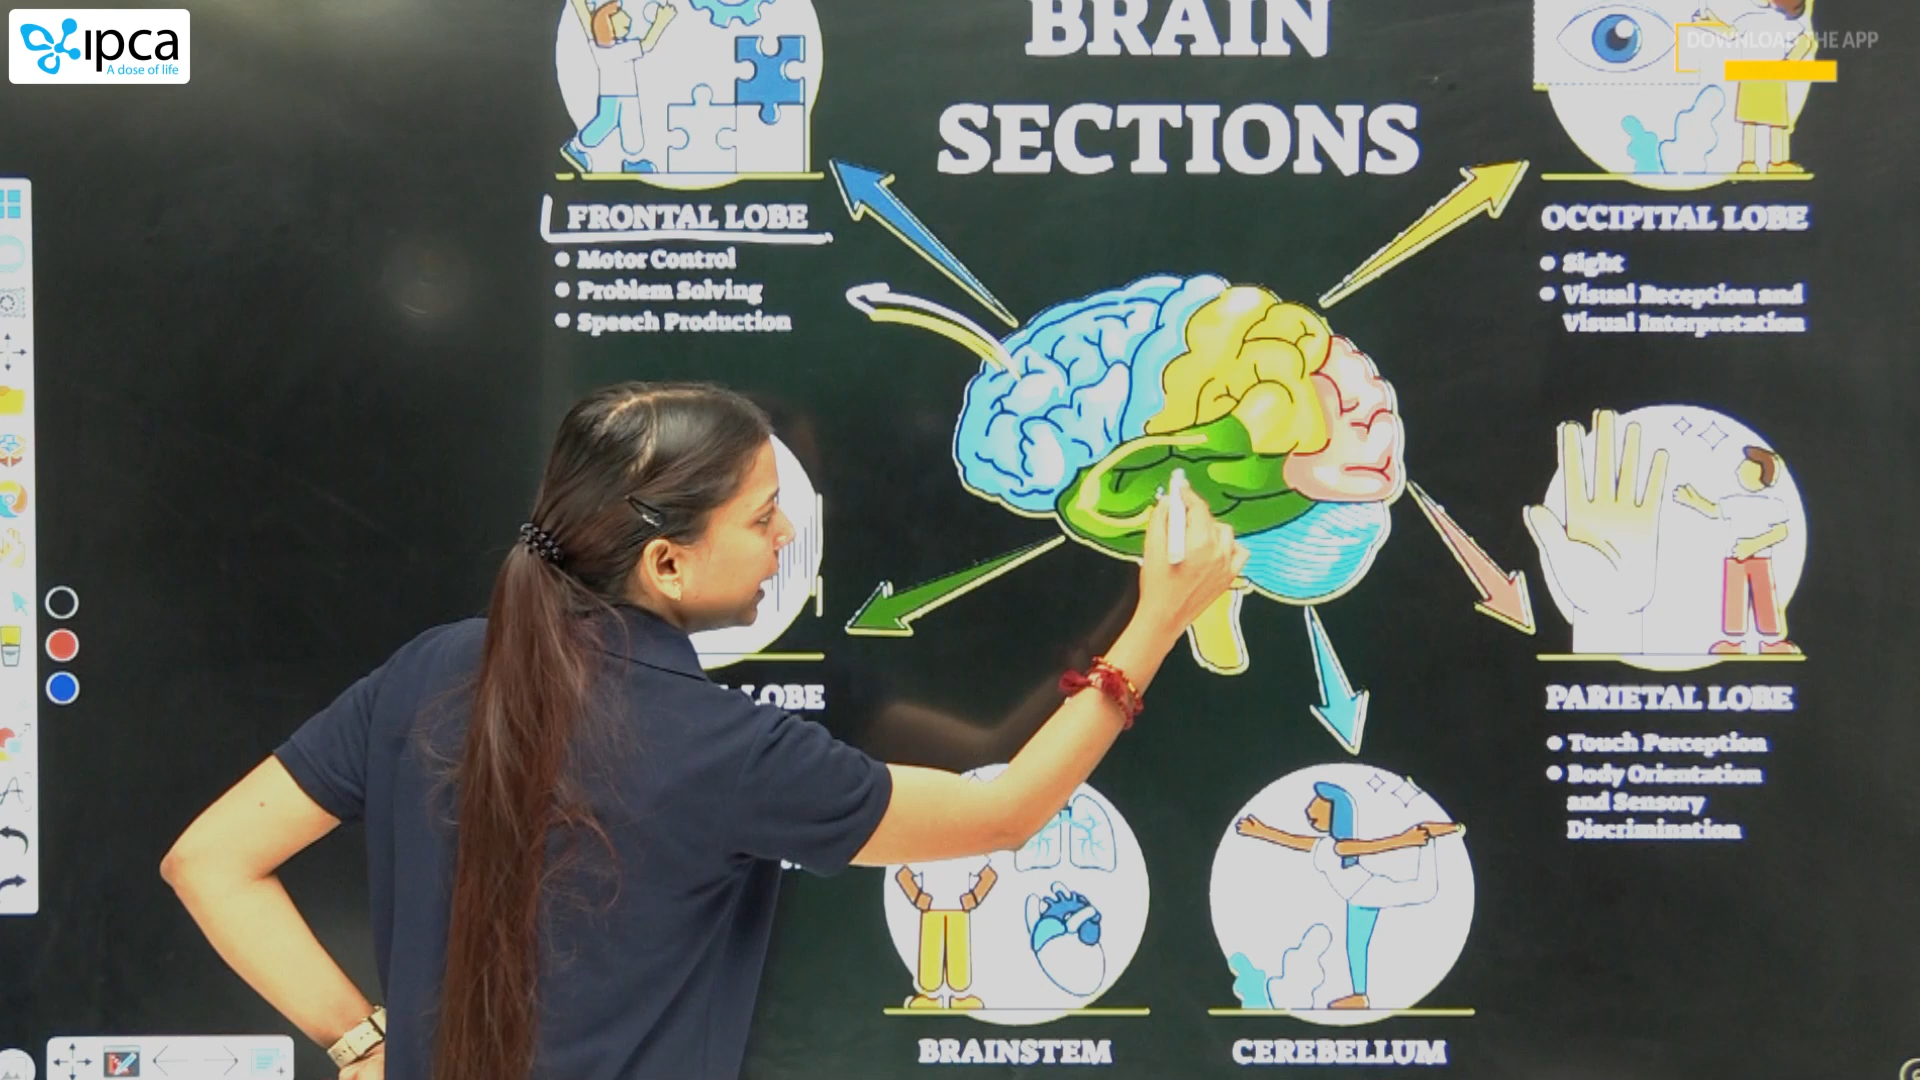 ipca
A dose of life
DOWNLOAD THE APP
BRAIN
SECTIONS
FRONTAL LOBE
Motor Control
Problem Solving
Speech Production
OCCIPITAL LOBE
Sight
Visual Reception and
Visual Interpretation
LOBE
PARIETAL LOBE
Touch Perception
Body Orientation
and Sensory
Discrimination
BRAINSTEM
CEREBELLUM